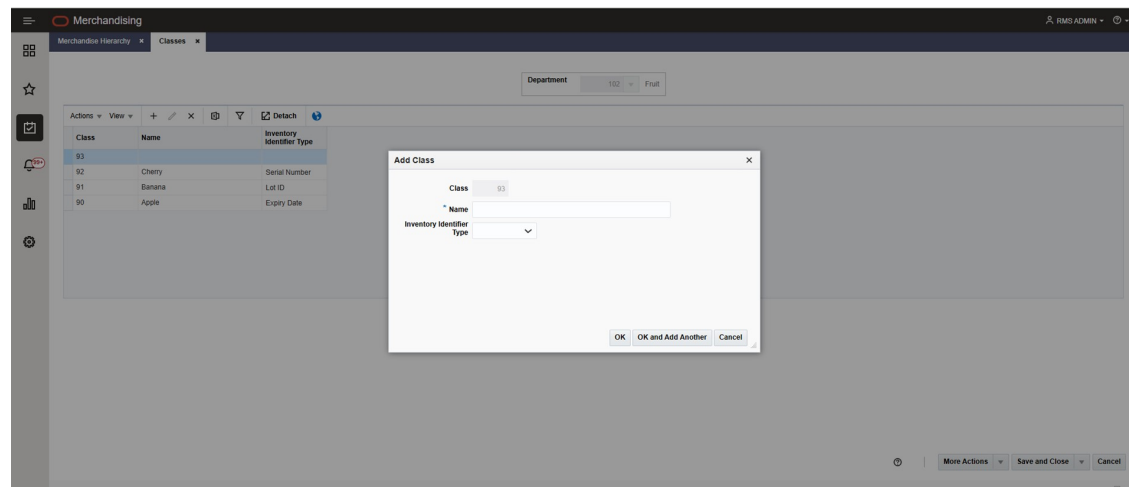 Merchandising
RMS ADMIN
Merchandise Hierarchy × Classes ×
Department 102 Fruit
Actions View Detach
Class Name Inventory Identifier Type
93
92 Cherry Serial Number
91 Banana Lot ID
90 Apple Expiry Date
99+
Add Class ×
Class 93
* Name
Inventory Identifier
Type
OK OK and Add Another Cancel
More Actions Save and Close Cancel